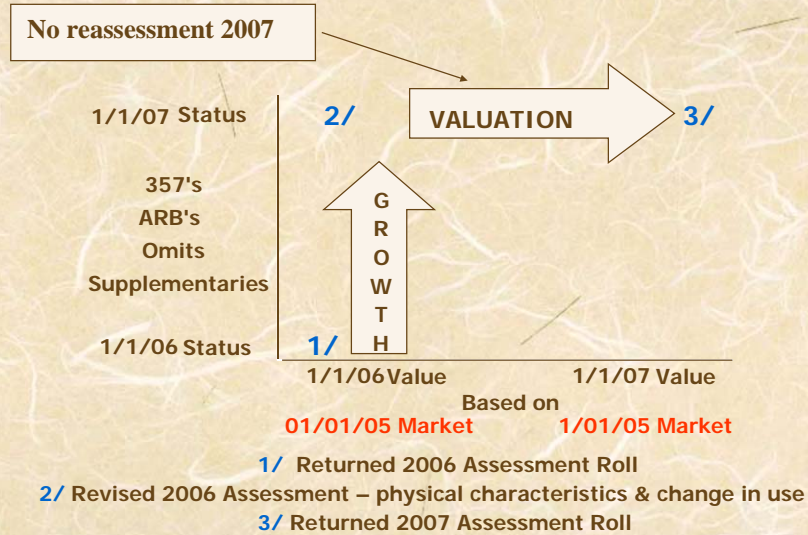 No reassessment 2007
1/1/07 Status
2/
VALUATION
3/
357's
ARB's
Omits
Supplementaries
G
R
O
W
T
H
1/1/06 Status
1/
1/1/06 Value
1/1/07 Value
Based on
01/01/05 Market
1/01/05 Market
1/ Returned 2006 Assessment Roll
2/ Revised 2006 Assessment – physical characteristics & change in use
3/ Returned 2007 Assessment Roll